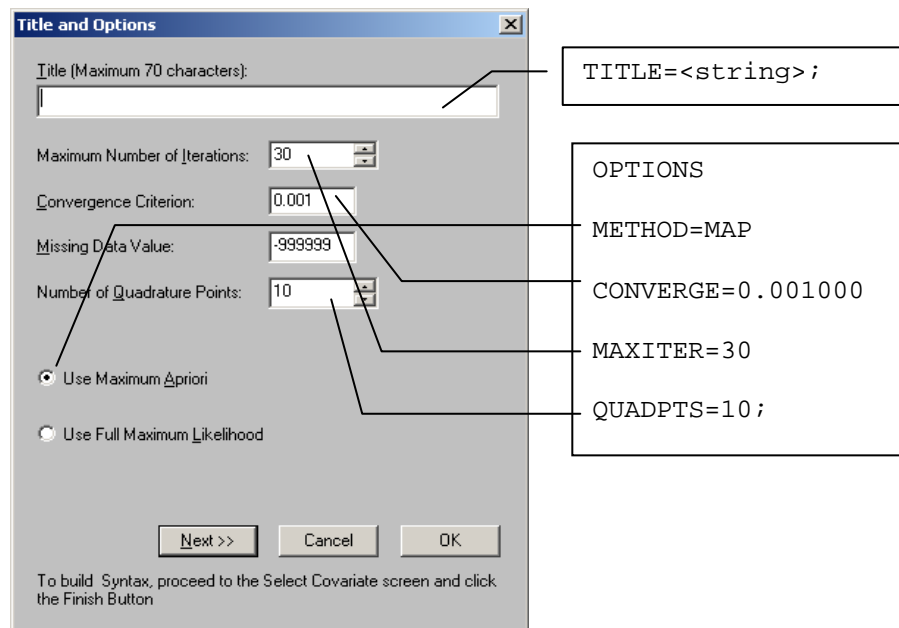 Title and Options
Title (Maximum 70 characters):
Maximum Number of Iterations: 30
Convergence Criterion: 0.001
Missing Data Value: -999999
Number of Quadrature Points: 10
Use Maximum Apriori
Use Full Maximum Likelihood
Next >> Cancel OK
To build Syntax, proceed to the Select Covariate screen and click
the Finish Button
TITLE=<string>;
OPTIONS
METHOD=MAP
CONVERGE=0.001000
MAXITER=30
QUADPTS=10;